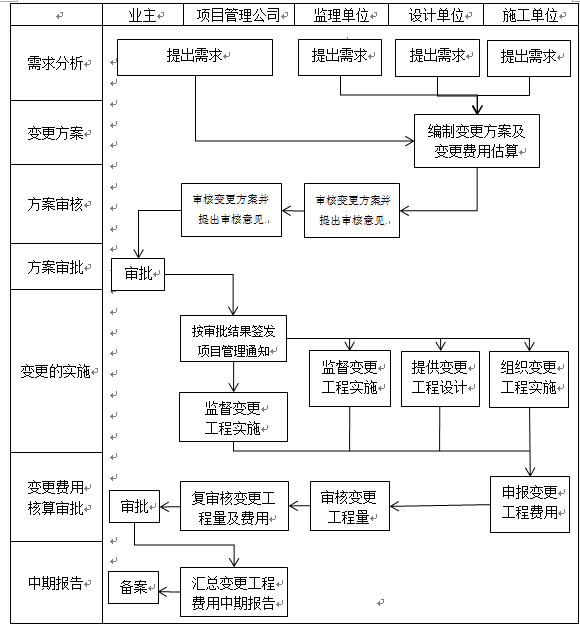 业主 项目管理公司 监理单位 设计单位 施工单位
需求分析 提出需求 提出需求 提出需求 提出需求
变更方案 编制变更方案及
变更费用估算
方案审核 审核变更方案并
提出审核意见. 审核变更方案并
提出审核意见.
方案审批 审批
变更的实施 按审批结果签发
项目管理通知
监督变更
工程实施
监督变更
工程实施
提供变更
工程设计
组织变更
工程实施
变更费用
核算审批
审批
复审核变更工
程量及费用
审核变更
工程量
申报变更
工程费用
中期报告
备案
汇总变更工程
费用中期报告